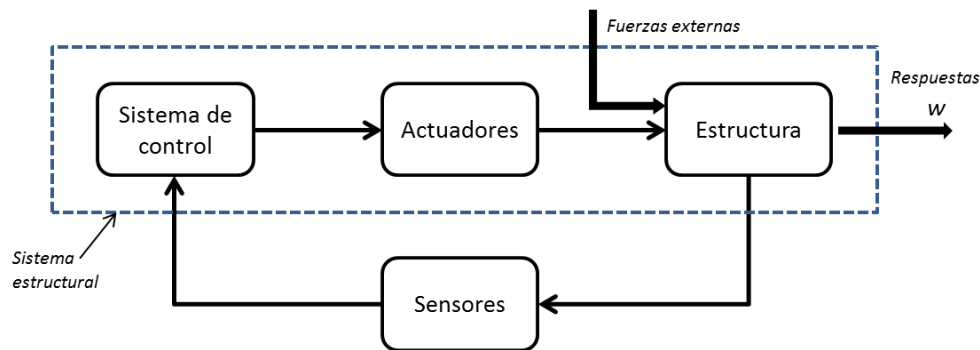 Fuerzas externas
Respuestas
w
Sistema de
control
Actuadores
Estructura
Sistema
estructural
Sensores